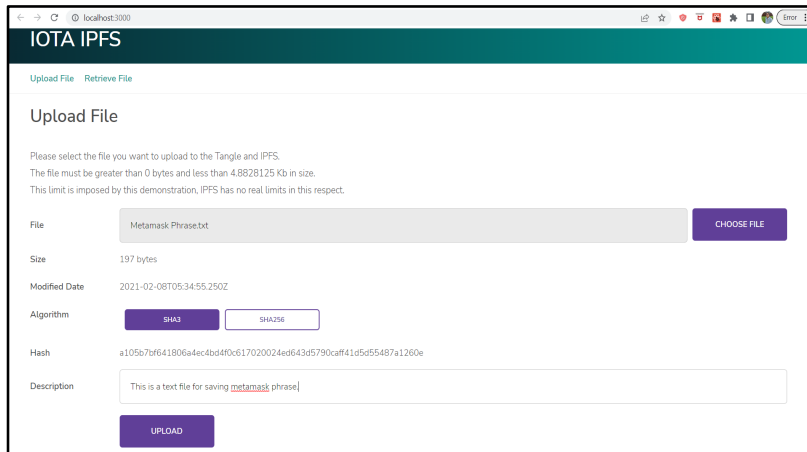 localhost:3000
Error
IOTA IPFS
Upload File Retrieve File
Upload File
Please select the file you want to upload to the Tangle and IPFS.
The file must be greater than 0 bytes and less than 4.8828125 Kb in size.
This limit is imposed by this demonstration, IPFS has no real limits in this respect.
File Metamask Phrase.txt CHOOSE FILE
Size 197 bytes
Modified Date 2021-02-08T05:34:55.250Z
Algorithm SHA3 SHA256
Hash a105b7bf641806a4ec4bd4f0c617020024ed643d5790caff41d5d55487a1260e
Description This is a text file for saving metamask phrase.
UPLOAD